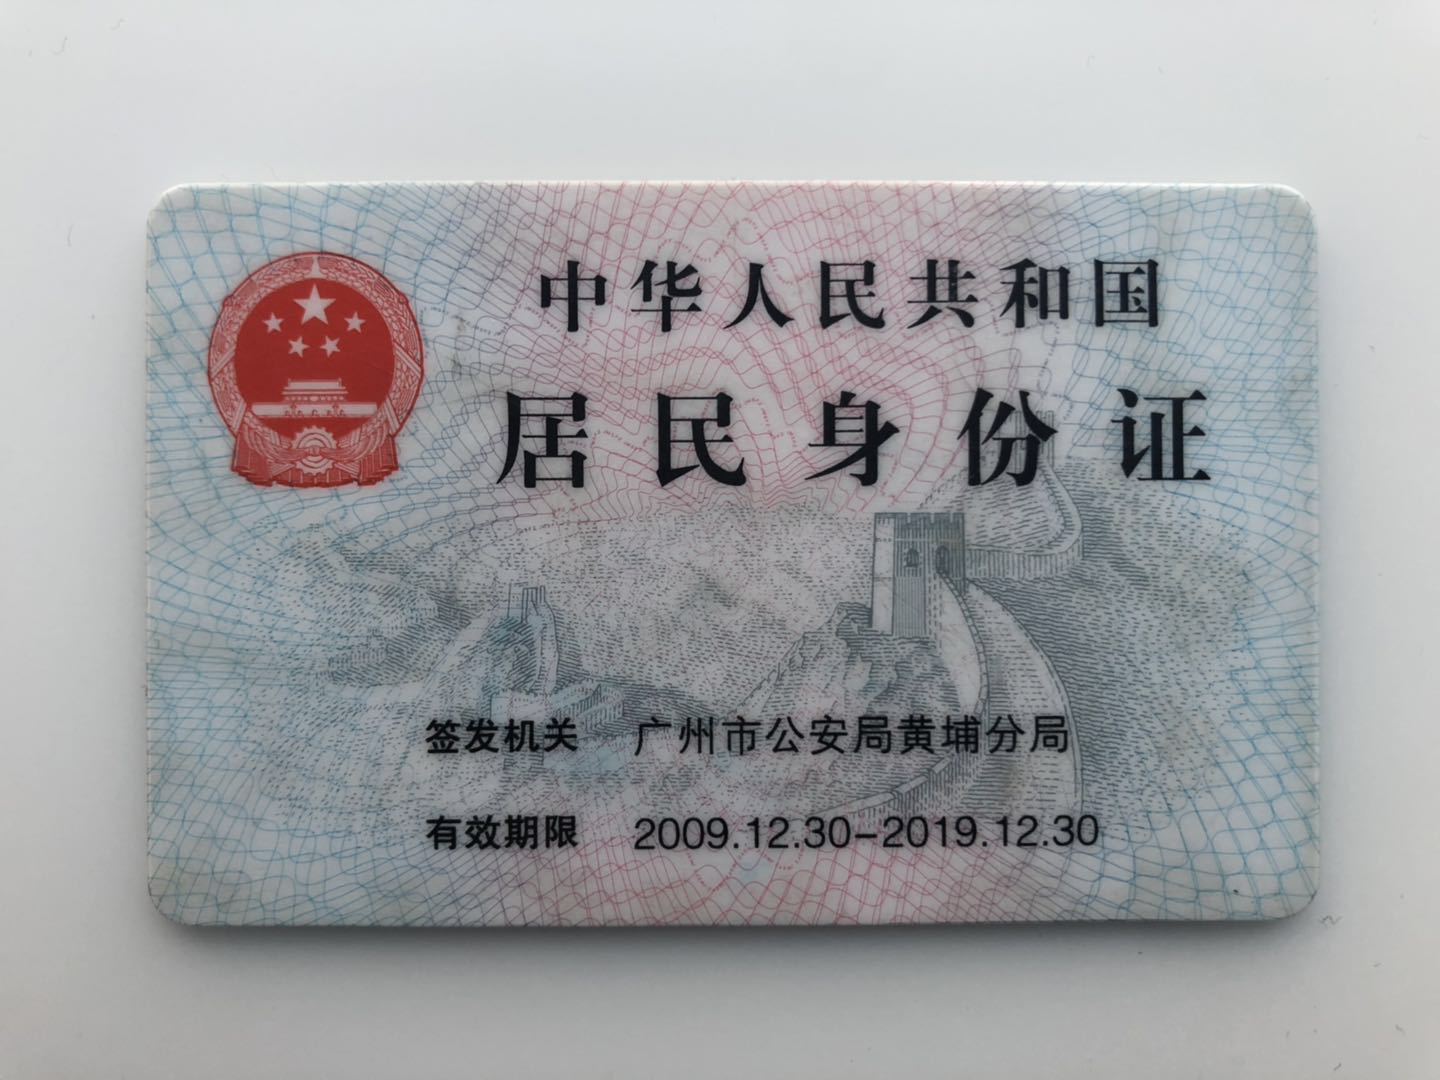 中华人民共和国
居民身份证
签发机关 广州市公安局黄埔分局
有效期限 2009.12.30-2019.12.30